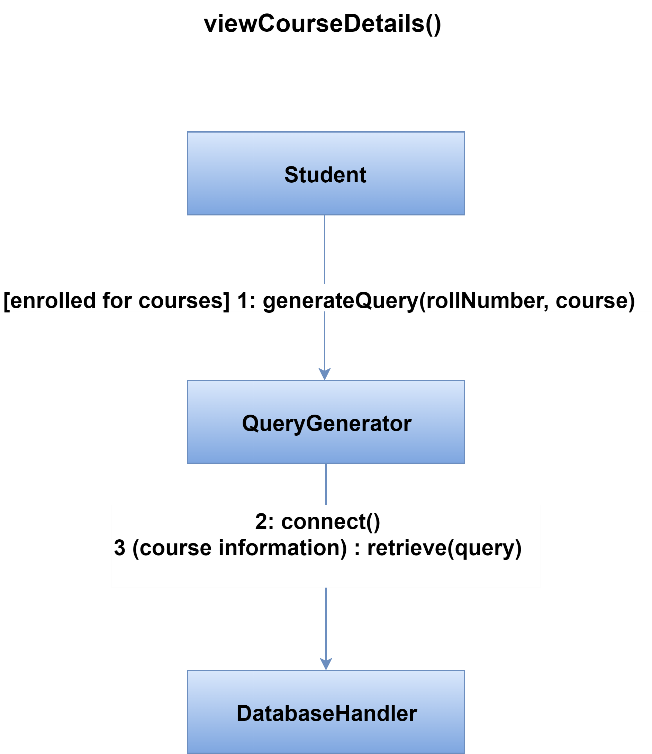 viewCourseDetails()
Student
[enrolled for courses] 1: generateQuery(rollNumber, course)
QueryGenerator
2: connect()
3 (course information) : retrieve(query)
DatabaseHandler